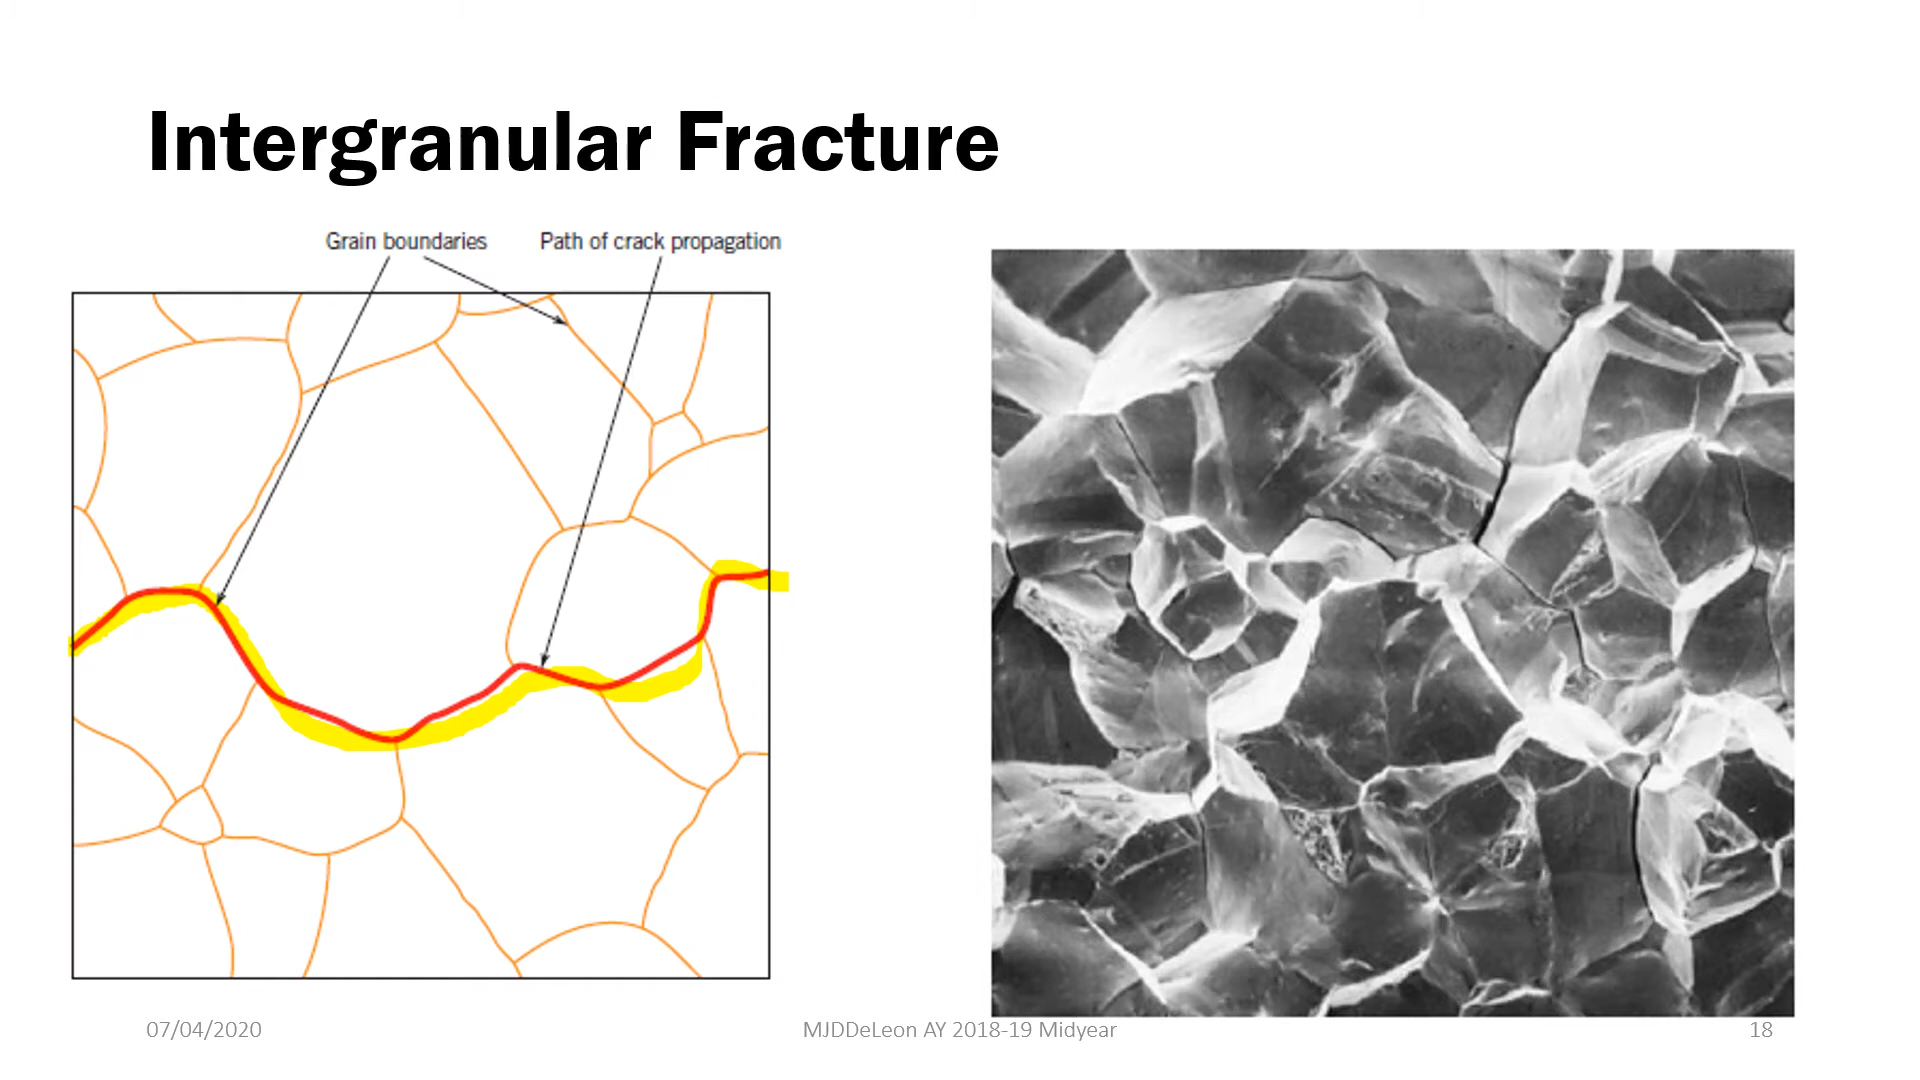 Intergranular Fracture
Grain boundaries
Path of crack propagation
07/04/2020
MJDDeLeon AY 2018-19 Midyear
18